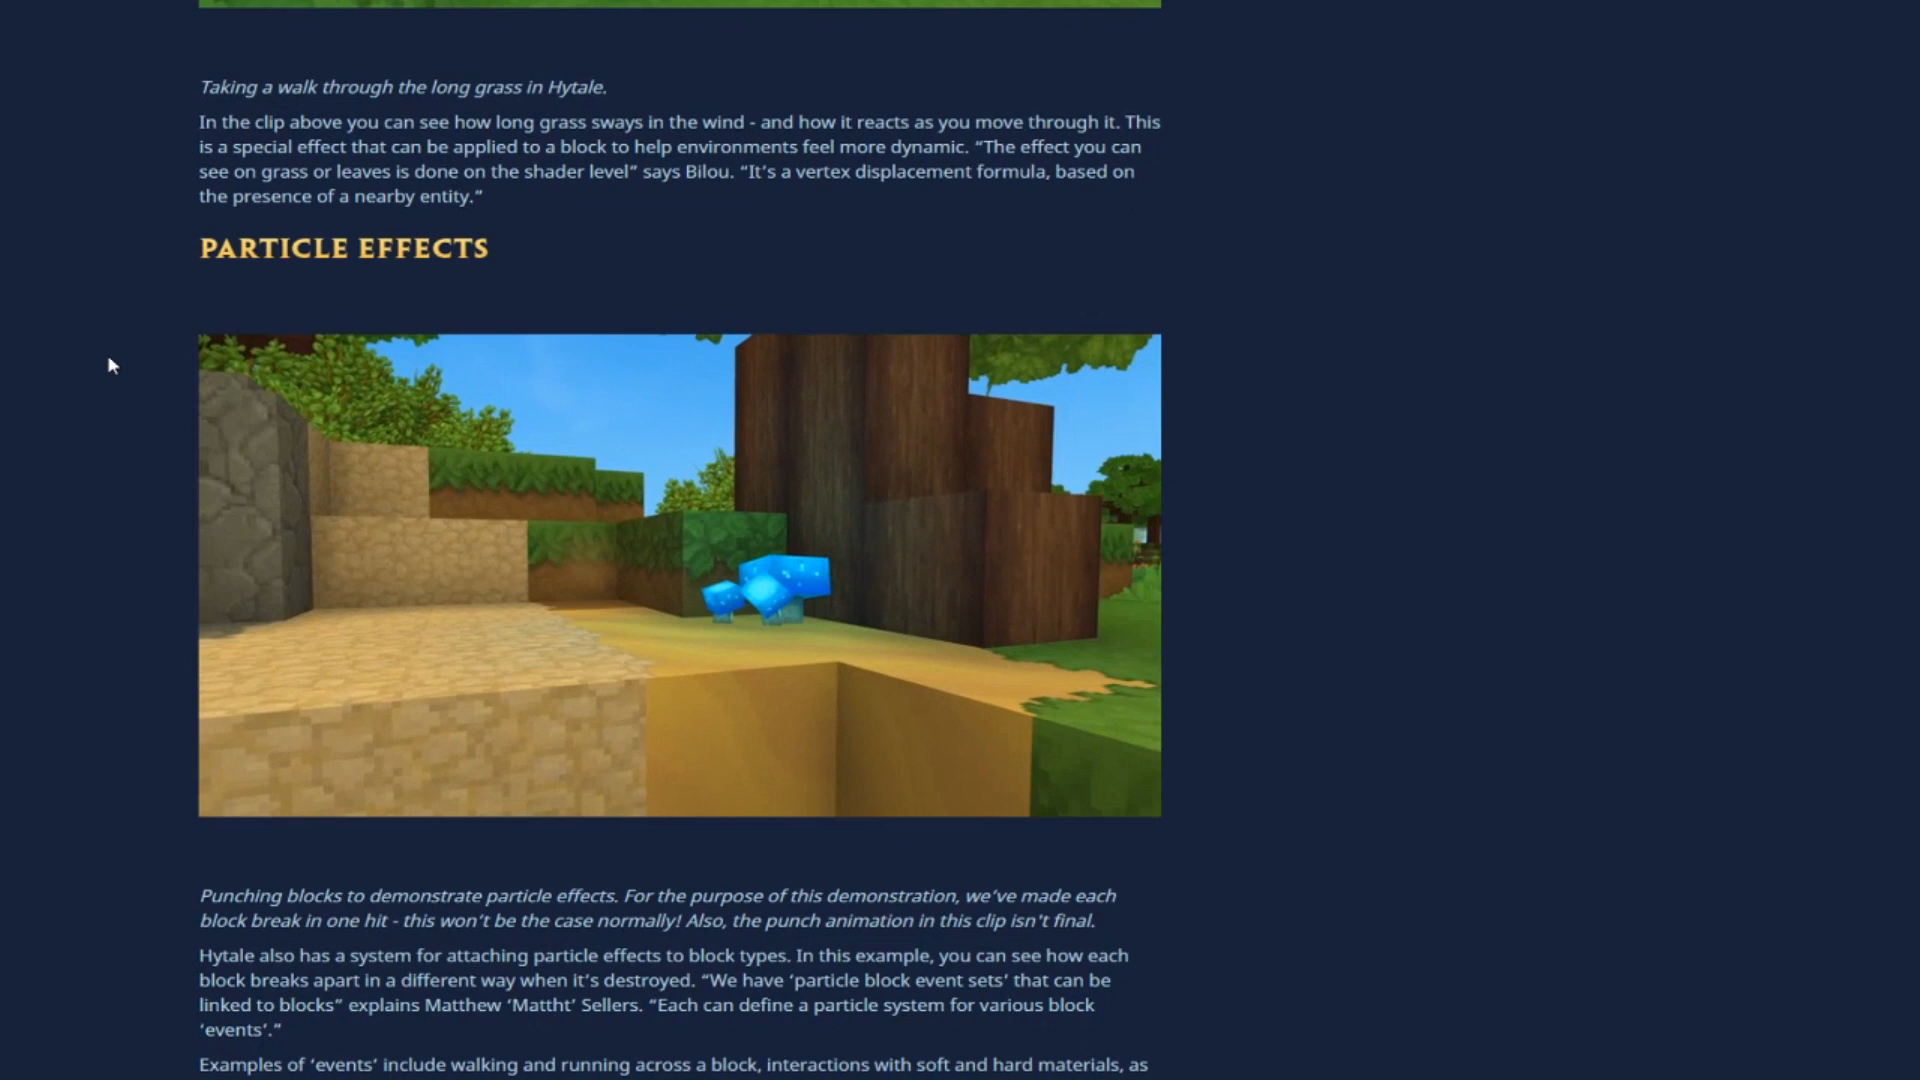 Taking a walk through the long grass in Hytale.
In the clip above you can see how long grass sways in the wind - and how it reacts as you move through it. This
is a special effect that can be applied to a block to help environments feel more dynamic. “The effect you can
see on grass or leaves is done on the shader level” says Bilou. “It’s a vertex displacement formula, based on
the presence of a nearby entity.”
PARTICLE EFFECTS
Punching blocks to demonstrate particle effects. For the purpose of this demonstration, we’ve made each
block break in one hit - this won’t be the case normally! Also, the punch animation in this clip isn't final.
Hytale also has a system for attaching particle effects to block types. In this example, you can see how each
block breaks apart in a different way when it’s destroyed. “We have ‘particle block event sets’ that can be
linked to blocks” explains Matthew ‘Mattht’ Sellers. “Each can define a particle system for various block
‘events’.”
Examples of ‘events’ include walking and running across a block, interactions with soft and hard materials, as